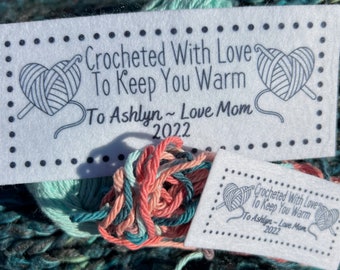 Crocheted With Love
To Keep You Warm
To Ashlyn ~ Love Mom
2022
Crocheted With Love
To Keep You Warm
To Ashlyn ~ Love Mom
2022